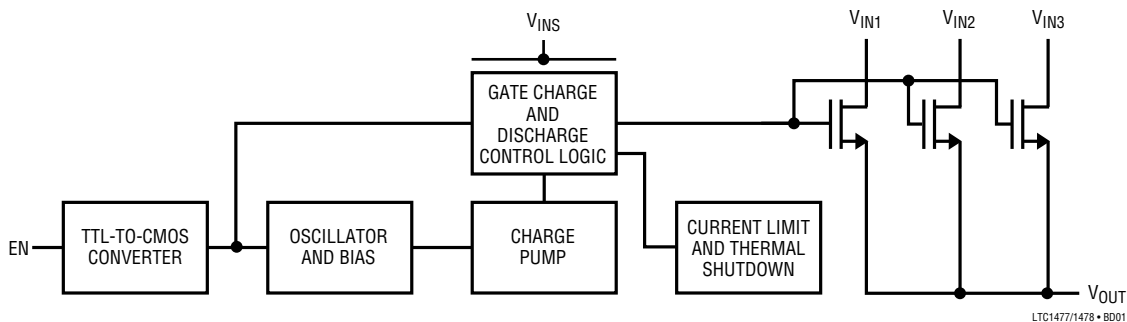 VINS
VIN1
VIN2
VIN3
GATE CHARGE
AND
DISCHARGE
CONTROL LOGIC
EN
TTL-TO-CMOS
CONVERTER
OSCILLATOR
AND BIAS
CHARGE
PUMP
CURRENT LIMIT
AND THERMAL
SHUTDOWN
VOUT
LTC1477/1478 • BD01